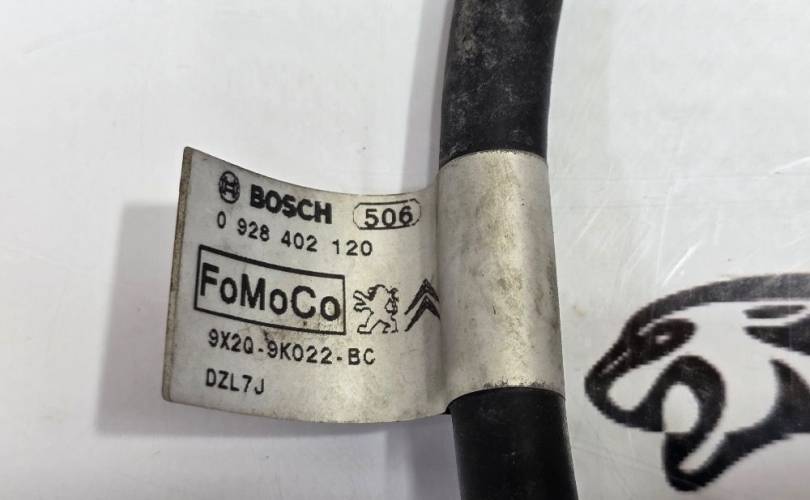 BOSCH 506
0 928 402 120
FoMoCo
9X2Q-9K022-BC
DZL7J